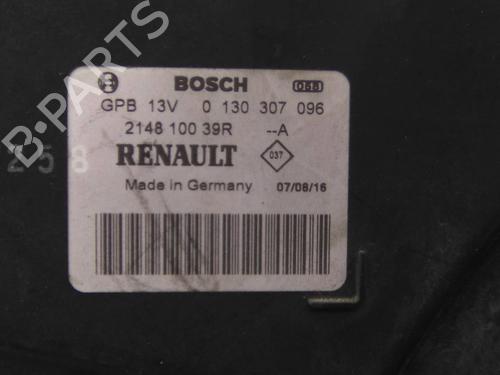 BOSCH
GPB 13V 0 130 307 096
2148 100 39R --A
RENAULT
037
Made in Germany 07/08/16
B-PARTS